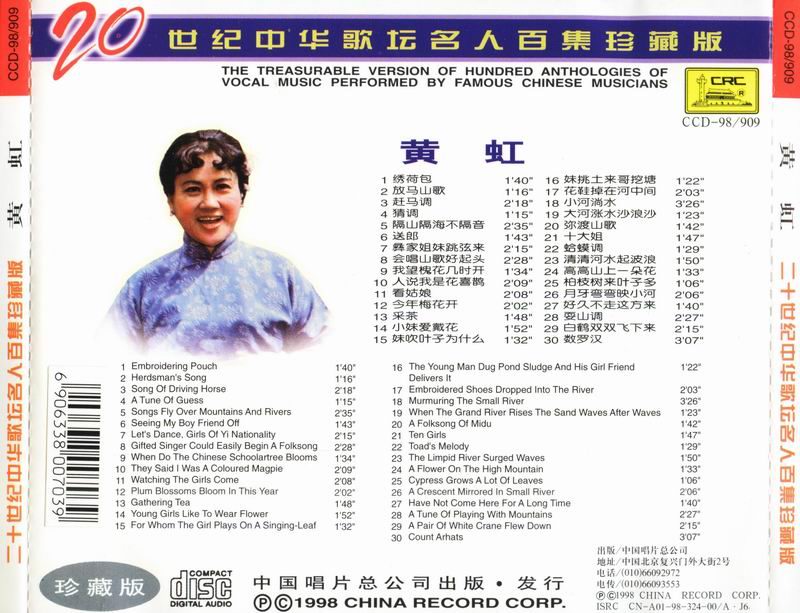 20世纪中华歌坛名人百集珍藏版
THE TREASURABLE VERSION OF HUNDRED ANTHOLOGIES OF
VOCAL MUSIC PERFORMED BY FAMOUS CHINESE MUSICIANS
CRC
CCD-98/909
黄 虹
1 绣荷包 1'40"
2 放马山歌 1'16"
3 赶马调 2'18"
4 猜调 1'15"
5 隔山隔海不隔音 2'35"
6 送郎 1'43"
7 彝家姐妹跳弦来 2'15"
8 会唱山歌好起头 2'28"
9 我望槐花几时开 1'34"
10 人说我是花喜鹊 2'09"
11 看姑娘 2'08"
12 今年梅花开 2'02"
13 采茶 1'48"
14 小妹爱戴花 1'52"
15 妹吹叶子为什么 1'32"
16 妹挑土来哥挖塘 1'22"
17 花鞋掉在河中间 2'03"
18 小河淌水 3'26"
19 大河涨水沙浪沙 1'23"
20 弥渡山歌 1'42"
21 十大姐 1'47"
22 蛤蟆调 1'29"
23 清清河水起波浪 1'50"
24 高高山上一朵花 1'33"
25 柏枝树来叶子多 1'06"
26 月牙弯弯映小河 2'06"
27 好久不走这方来 1'40"
28 耍山调 2'27"
29 白鹤双双飞下来 2'15"
30 数罗汉 3'07"
1 Embroidering Pouch 1'40"
2 Herdsman's Song 1'16"
3 Song of Driving Horse 2'18"
4 A Tune of Guess 1'15"
5 Songs Fly Over Mountains And Rivers 2'35"
6 Seeing My Boy Friend Off 1'43"
7 Let's Dance, Girls Of Yi Nationality 2'15"
8 Gifted Singer Could Easily Begin A Folksong 2'28"
9 When Do The Chinese Schoolartree Blooms 1'34"
10 They Said I Was A Coloured Magpie 2'09"
11 Watching The Girls Come 2'08"
12 Plum Blossoms Bloom In This Year 2'02"
13 Gathering Tea 1'48"
14 Young Girls Like To Wear Flower 1'52"
15 For Whom The Girl Plays On A Singing-Leaf 1'32"
16 The Young Man Dug Pond Sludge And His Girl Friend
Delivers It 1'22"
17 Embroidered Shoes Dropped Into The River 2'03"
18 Murmuring The Small River 3'26"
19 When The Grand River Rises The Sand Waves After Waves 1'23"
20 A Folksong Of Midu 1'42"
21 Ten Girls 1'47"
22 Toad's Melody 1'29"
23 The Limpid River Surged Waves 1'50"
24 A Flower On The High Mountain 1'33"
25 Cypress Grows A Lot Of Leaves 1'06"
26 A Crescent Mirrored In Small River 2'06"
27 Have Not Come Here For A Long Time 1'40"
28 A Tune Of Playing With Mountains 2'27"
29 A Pair Of White Crane Flew Down 2'15"
30 Count Arhats 3'07"
6 906338 007039
珍藏版
COMPACT
disc
DIGITAL AUDIO
中国唱片总公司出版·发行
Ⓟ©1998 CHINA RECORD CORP.
出版/中国唱片总公司
地址/中国北京复兴门外大街2号
电话/(010)66092972
传真/(010)66093553
ISRC CN-A01-98-324-00/A·J6
CCD-98/909
黄 虹
二十世纪中华歌坛名人百集珍藏版
CCD-98/909
黄 虹
二十世纪中华歌坛名人百集珍藏版